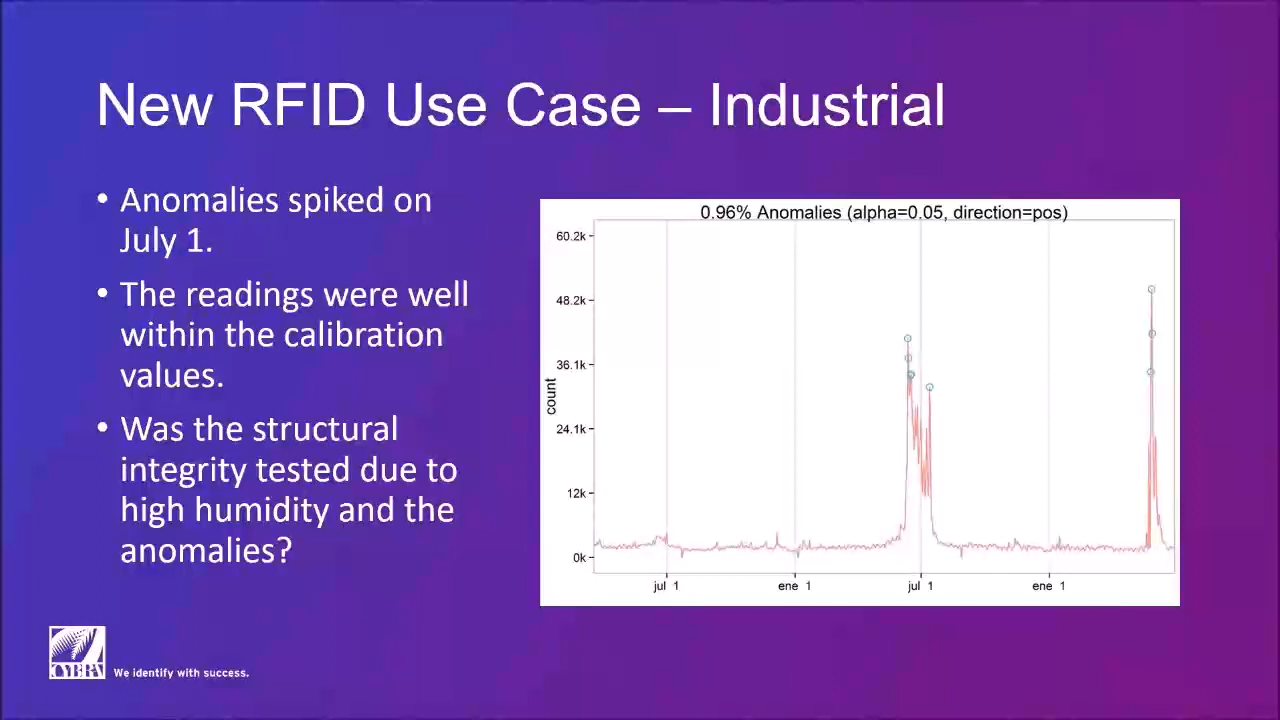 New RFID Use Case – Industrial
• Anomalies spiked on
July 1.
• The readings were well
within the calibration
values.
• Was the structural
integrity tested due to
high humidity and the
anomalies?
0.96% Anomalies (alpha=0.05, direction=pos)
60.2k
48.2k
36.1k
24.1k
12k
0k
count
jul 1
ene 1
jul 1
ene 1
CYBRA
We identify with success.